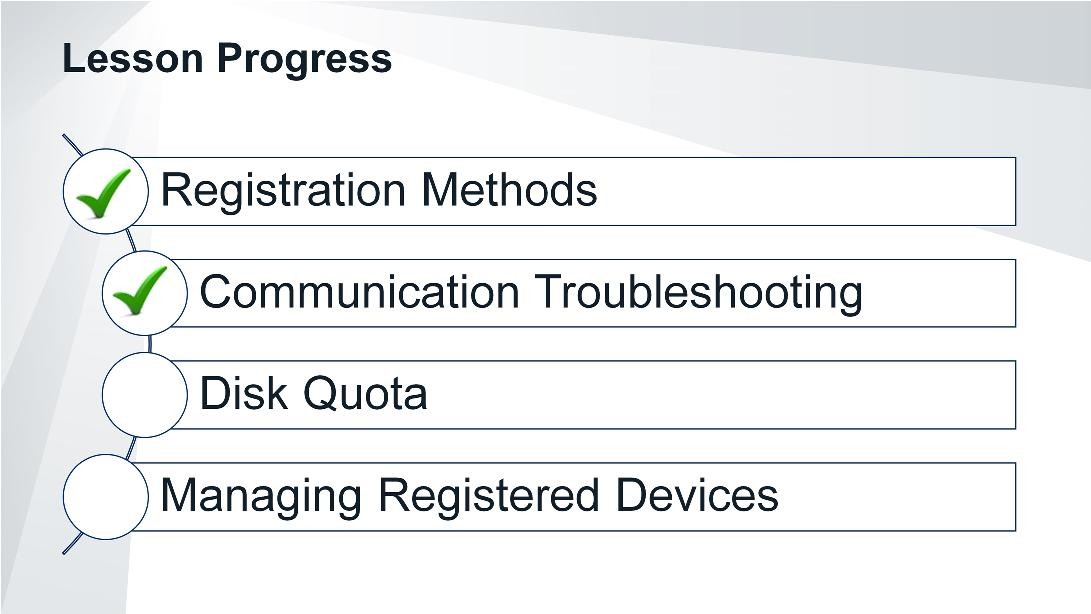 Lesson Progress
Registration Methods
Communication Troubleshooting
Disk Quota
Managing Registered Devices